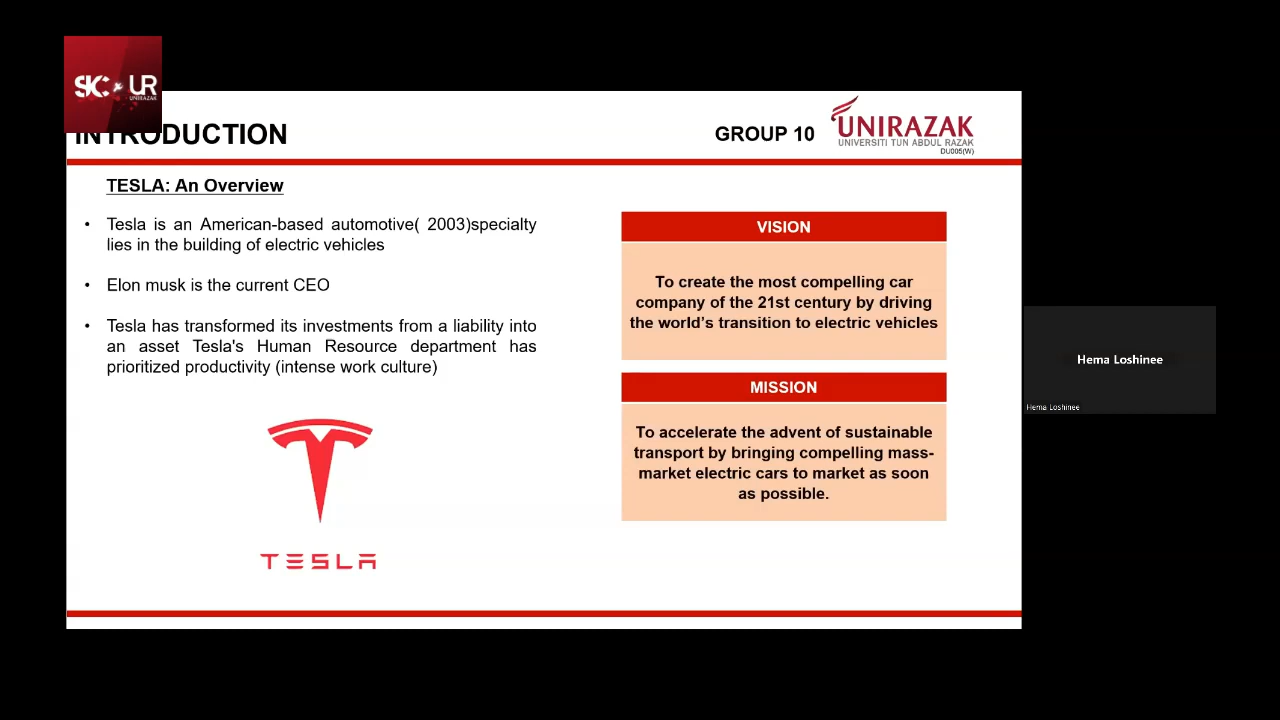 SKC UR
UNIRAZAK
INTRODUCTION
GROUP 10
UNIRAZAK
UNIVERSITI TUN ABDUL RAZAK
DU005(W)
TESLA: An Overview
• Tesla is an American-based automotive( 2003)specialty
lies in the building of electric vehicles
• Elon musk is the current CEO
• Tesla has transformed its investments from a liability into
an asset Tesla's Human Resource department has
prioritized productivity (intense work culture)
TESLA
VISION
To create the most compelling car
company of the 21st century by driving
the world’s transition to electric vehicles
MISSION
To accelerate the advent of sustainable
transport by bringing compelling mass-
market electric cars to market as soon
as possible.
Hema Loshinee
Hema Loshinee